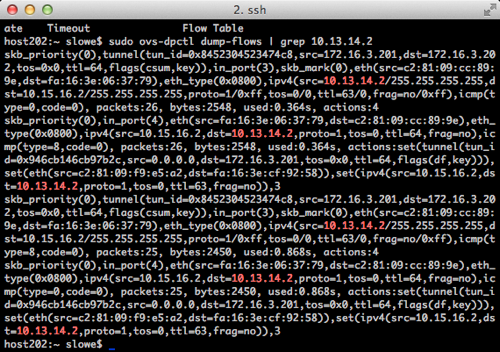 2. ssh
ate    Timeout                Flow Table
host202:~ slowe$ sudo ovs-dpctl dump-flows | grep 10.13.14.2
skb_priority(0),tunnel(tun_id=0x8452304523474c8,src=172.16.3.201,dst=172.16.3.20
2,tos=0x0,ttl=64,flags(csum,key)),in_port(3),skb_mark(0),eth(src=c2:81:09:cc:89:
9e,dst=fa:16:3e:06:37:79),eth_type(0x0800),ipv4(src=10.13.14.2/255.255.255.255,d
st=10.15.16.2/255.255.255.255,proto=1/0xff,tos=0/0,ttl=63/0,frag=no/0xff),icmp(t
ype=0,code=0), packets:26, bytes:2548, used:0.364s, actions:4
skb_priority(0),in_port(4),eth(src=fa:16:3e:06:37:79,dst=c2:81:09:cc:89:9e),eth_
type(0x0800),ipv4(src=10.15.16.2,dst=10.13.14.2,proto=1,tos=0,ttl=64,frag=no),ic
mp(type=8,code=0), packets:26, bytes:2548, used:0.364s, actions:set(tunnel(tun_i
d=0x946cb146cb97b2c,src=0.0.0.0,dst=172.16.3.201,tos=0x0,ttl=64,flags(df,key))),
set(eth(src=c2:81:09:f9:e5:a2,dst=fa:16:3e:cf:92:58)),set(ipv4(src=10.15.16.2,ds
t=10.13.14.2,proto=1,tos=0,ttl=63,frag=no)),3
skb_priority(0),tunnel(tun_id=0x8452304523474c8,src=172.16.3.201,dst=172.16.3.20
2,tos=0x0,ttl=64,flags(csum,key)),in_port(3),skb_mark(0),eth(src=c2:81:09:cc:89:
9e,dst=fa:16:3e:06:37:79),eth_type(0x0800),ipv4(src=10.13.14.2/255.255.255.255,d
st=10.15.16.2/255.255.255.255,proto=1/0xff,tos=0/0,ttl=63/0,frag=no/0xff),icmp(t
ype=8,code=0), packets:25, bytes:2450, used:0.868s, actions:4
skb_priority(0),in_port(4),eth(src=fa:16:3e:06:37:79,dst=c2:81:09:cc:89:9e),eth_
type(0x0800),ipv4(src=10.15.16.2,dst=10.13.14.2,proto=1,tos=0,ttl=64,frag=no),ic
mp(type=0,code=0), packets:25, bytes:2450, used:0.868s, actions:set(tunnel(tun_i
d=0x946cb146cb97b2c,src=0.0.0.0,dst=172.16.3.201,tos=0x0,ttl=64,flags(df,key))),
set(eth(src=c2:81:09:f9:e5:a2,dst=fa:16:3e:cf:92:58)),set(ipv4(src=10.15.16.2,ds
t=10.13.14.2,proto=1,tos=0,ttl=63,frag=no)),3
host202:~ slowe$ _